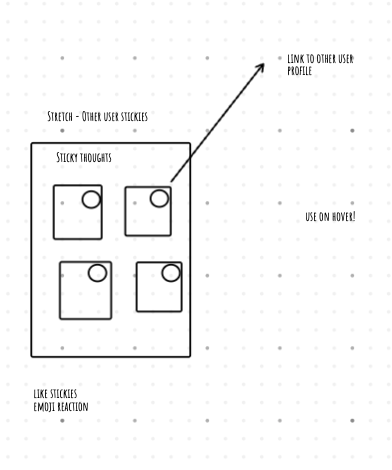 LINK TO OTHER USER
PROFILE
STRETCH - OTHER USER STICKIES
STICKY THOUGHTS
USE ON HOVER!
LIKE STICKIES
EMOJI REACTION